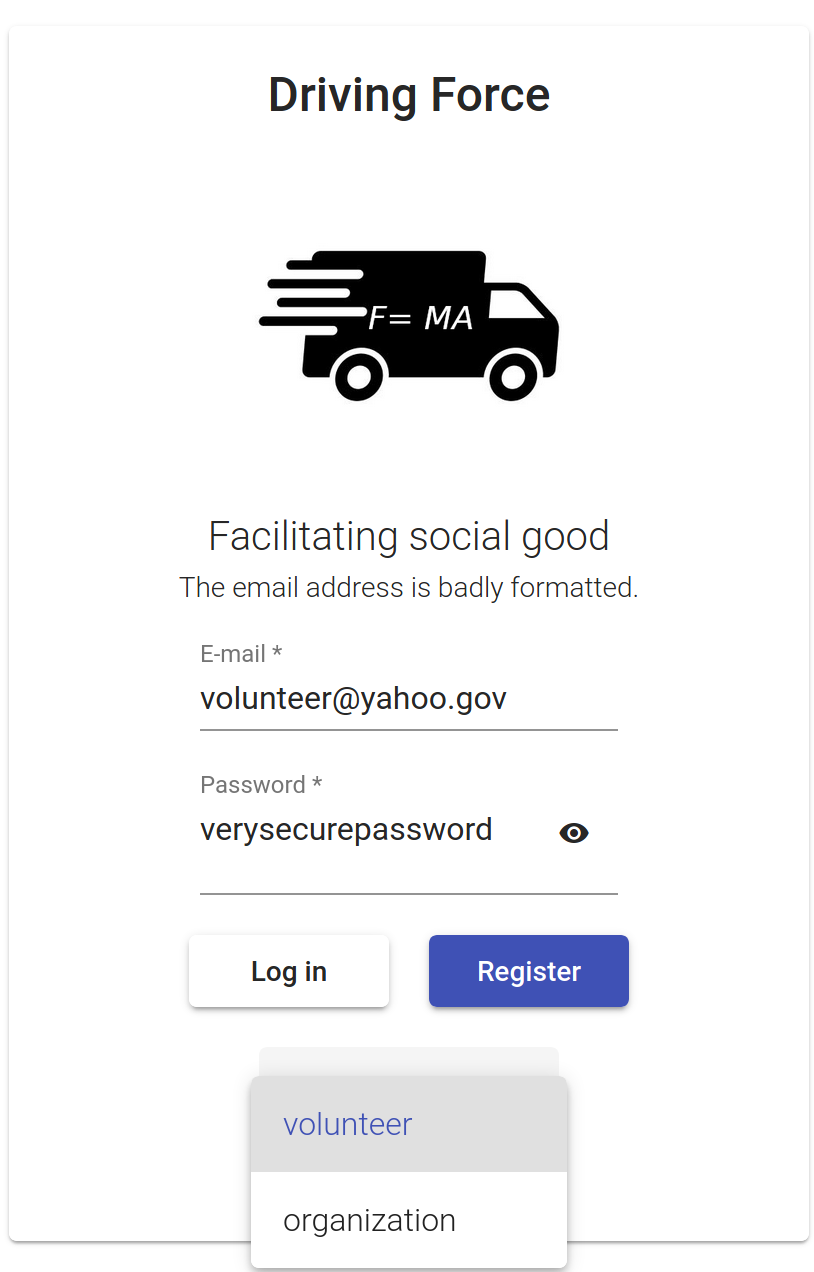 Driving Force
F= MA
Facilitating social good
The email address is badly formatted.
E-mail *
volunteer@yahoo.gov
Password *
verysecurepassword
Log in
Register
volunteer
organization